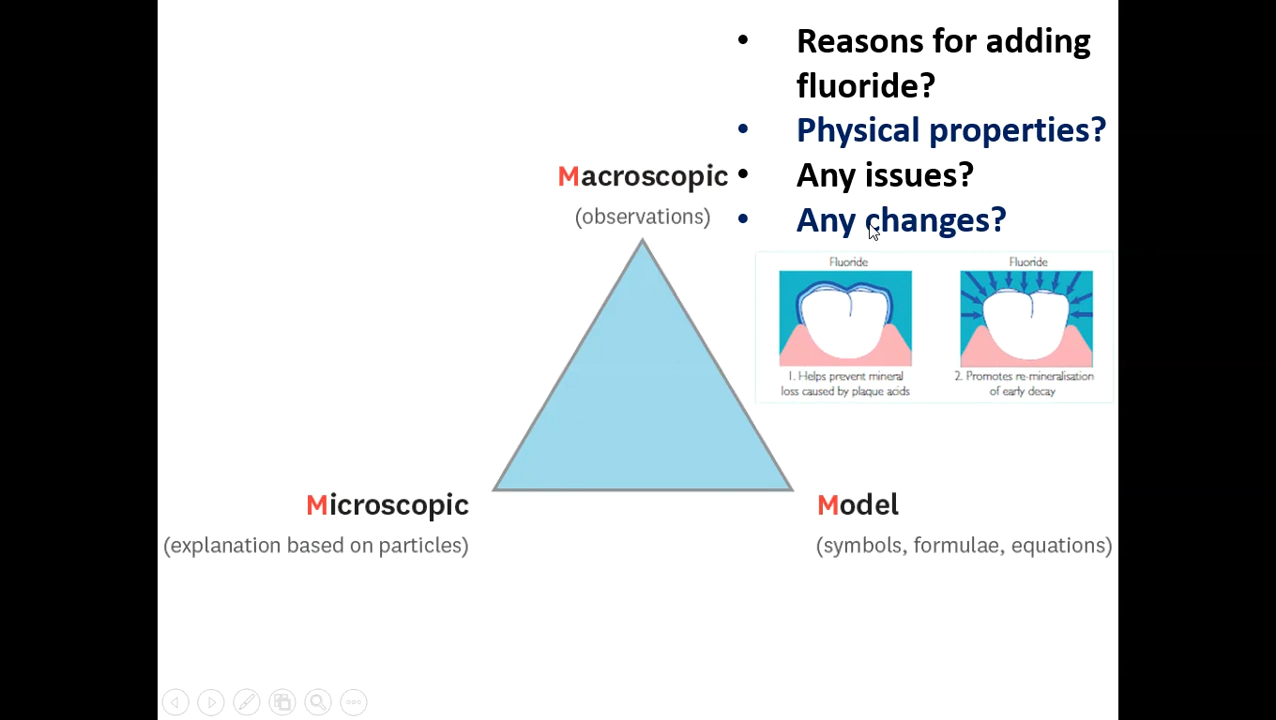 • Reasons for adding
fluoride?
• Physical properties?
• Any issues?
• Any changes?
Macroscopic
(observations)
Fluoride
1. Helps prevent mineral
loss caused by plaque acids
Fluoride
2. Promotes re-mineralisation
of early decay
Microscopic
(explanation based on particles)
Model
(symbols, formulae, equations)